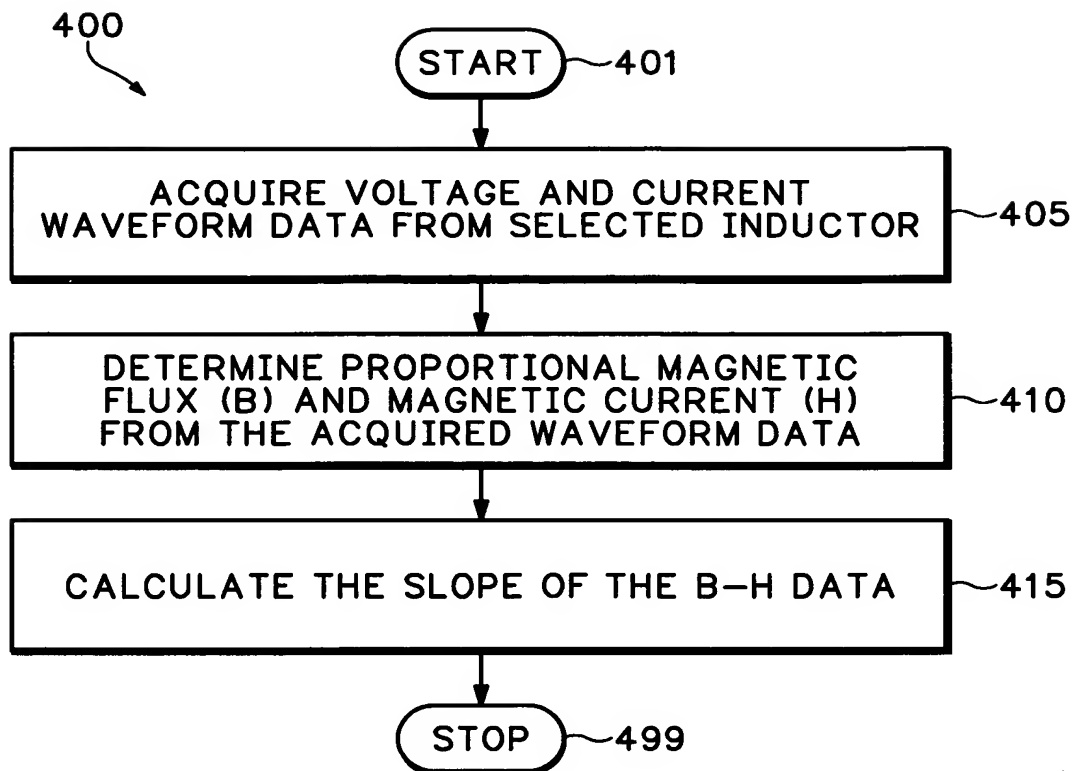 400
START
401
ACQUIRE VOLTAGE AND CURRENT
WAVEFORM DATA FROM SELECTED INDUCTOR
405
DETERMINE PROPORTIONAL MAGNETIC
FLUX (B) AND MAGNETIC CURRENT (H)
FROM THE ACQUIRED WAVEFORM DATA
410
CALCULATE THE SLOPE OF THE B-H DATA
415
STOP
499